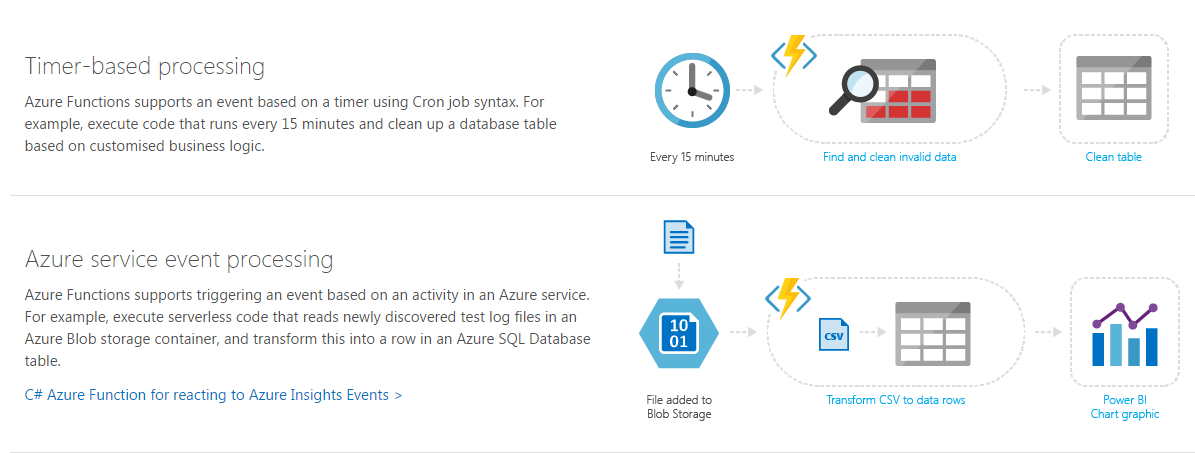 Timer-based processing
Azure Functions supports an event based on a timer using Cron job syntax. For
example, execute code that runs every 15 minutes and clean up a database table
based on customised business logic.
Every 15 minutes
Find and clean invalid data
Clean table
Azure service event processing
Azure Functions supports triggering an event based on an activity in an Azure service.
For example, execute serverless code that reads newly discovered test log files in an
Azure Blob storage container, and transform this into a row in an Azure SQL Database
table.
C# Azure Function for reacting to Azure Insights Events >
10
01
File added to
Blob Storage
CSV
Transform CSV to data rows
Power BI
Chart graphic